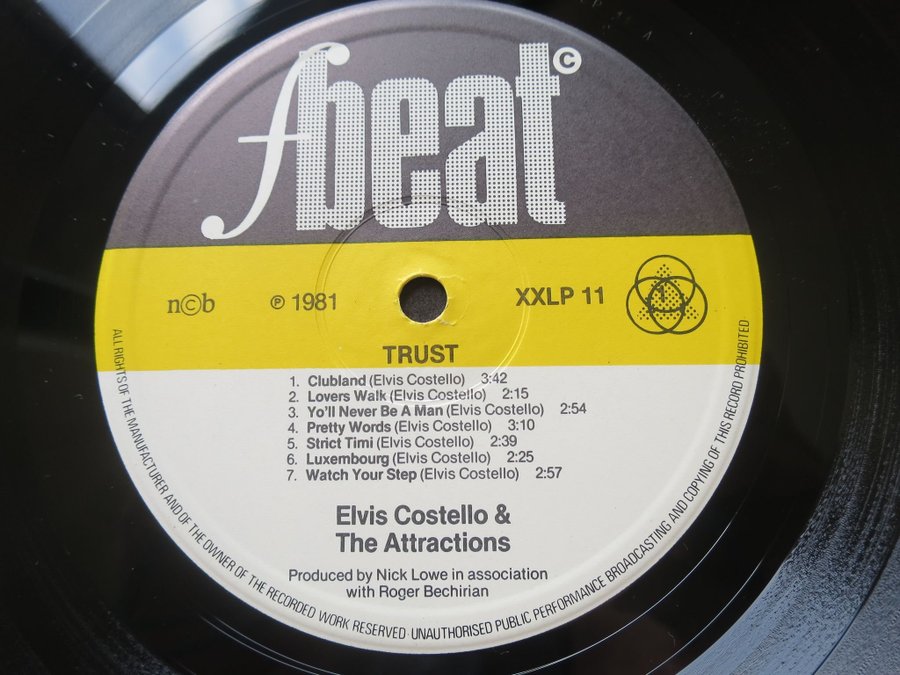 fbeat ©
n©b ℗ 1981 XXLP 11 1
TRUST
1. Clubland (Elvis Costello) 3:42
2. Lovers Walk (Elvis Costello) 2:15
3. Yo'll Never Be A Man (Elvis Costello) 2:54
4. Pretty Words (Elvis Costello) 3:10
5. Strict Timi (Elvis Costello) 2:39
6. Luxembourg (Elvis Costello) 2:25
7. Watch Your Step (Elvis Costello) 2:57
Elvis Costello &
The Attractions
Produced by Nick Lowe in association
with Roger Bechirian
ALL RIGHTS OF THE MANUFACTURER AND OF THE OWNER OF THE RECORDED WORK RESERVED UNAUTHORISED PUBLIC PERFORMANCE BROADCASTING AND COPYING OF THIS RECORD PROHIBITED